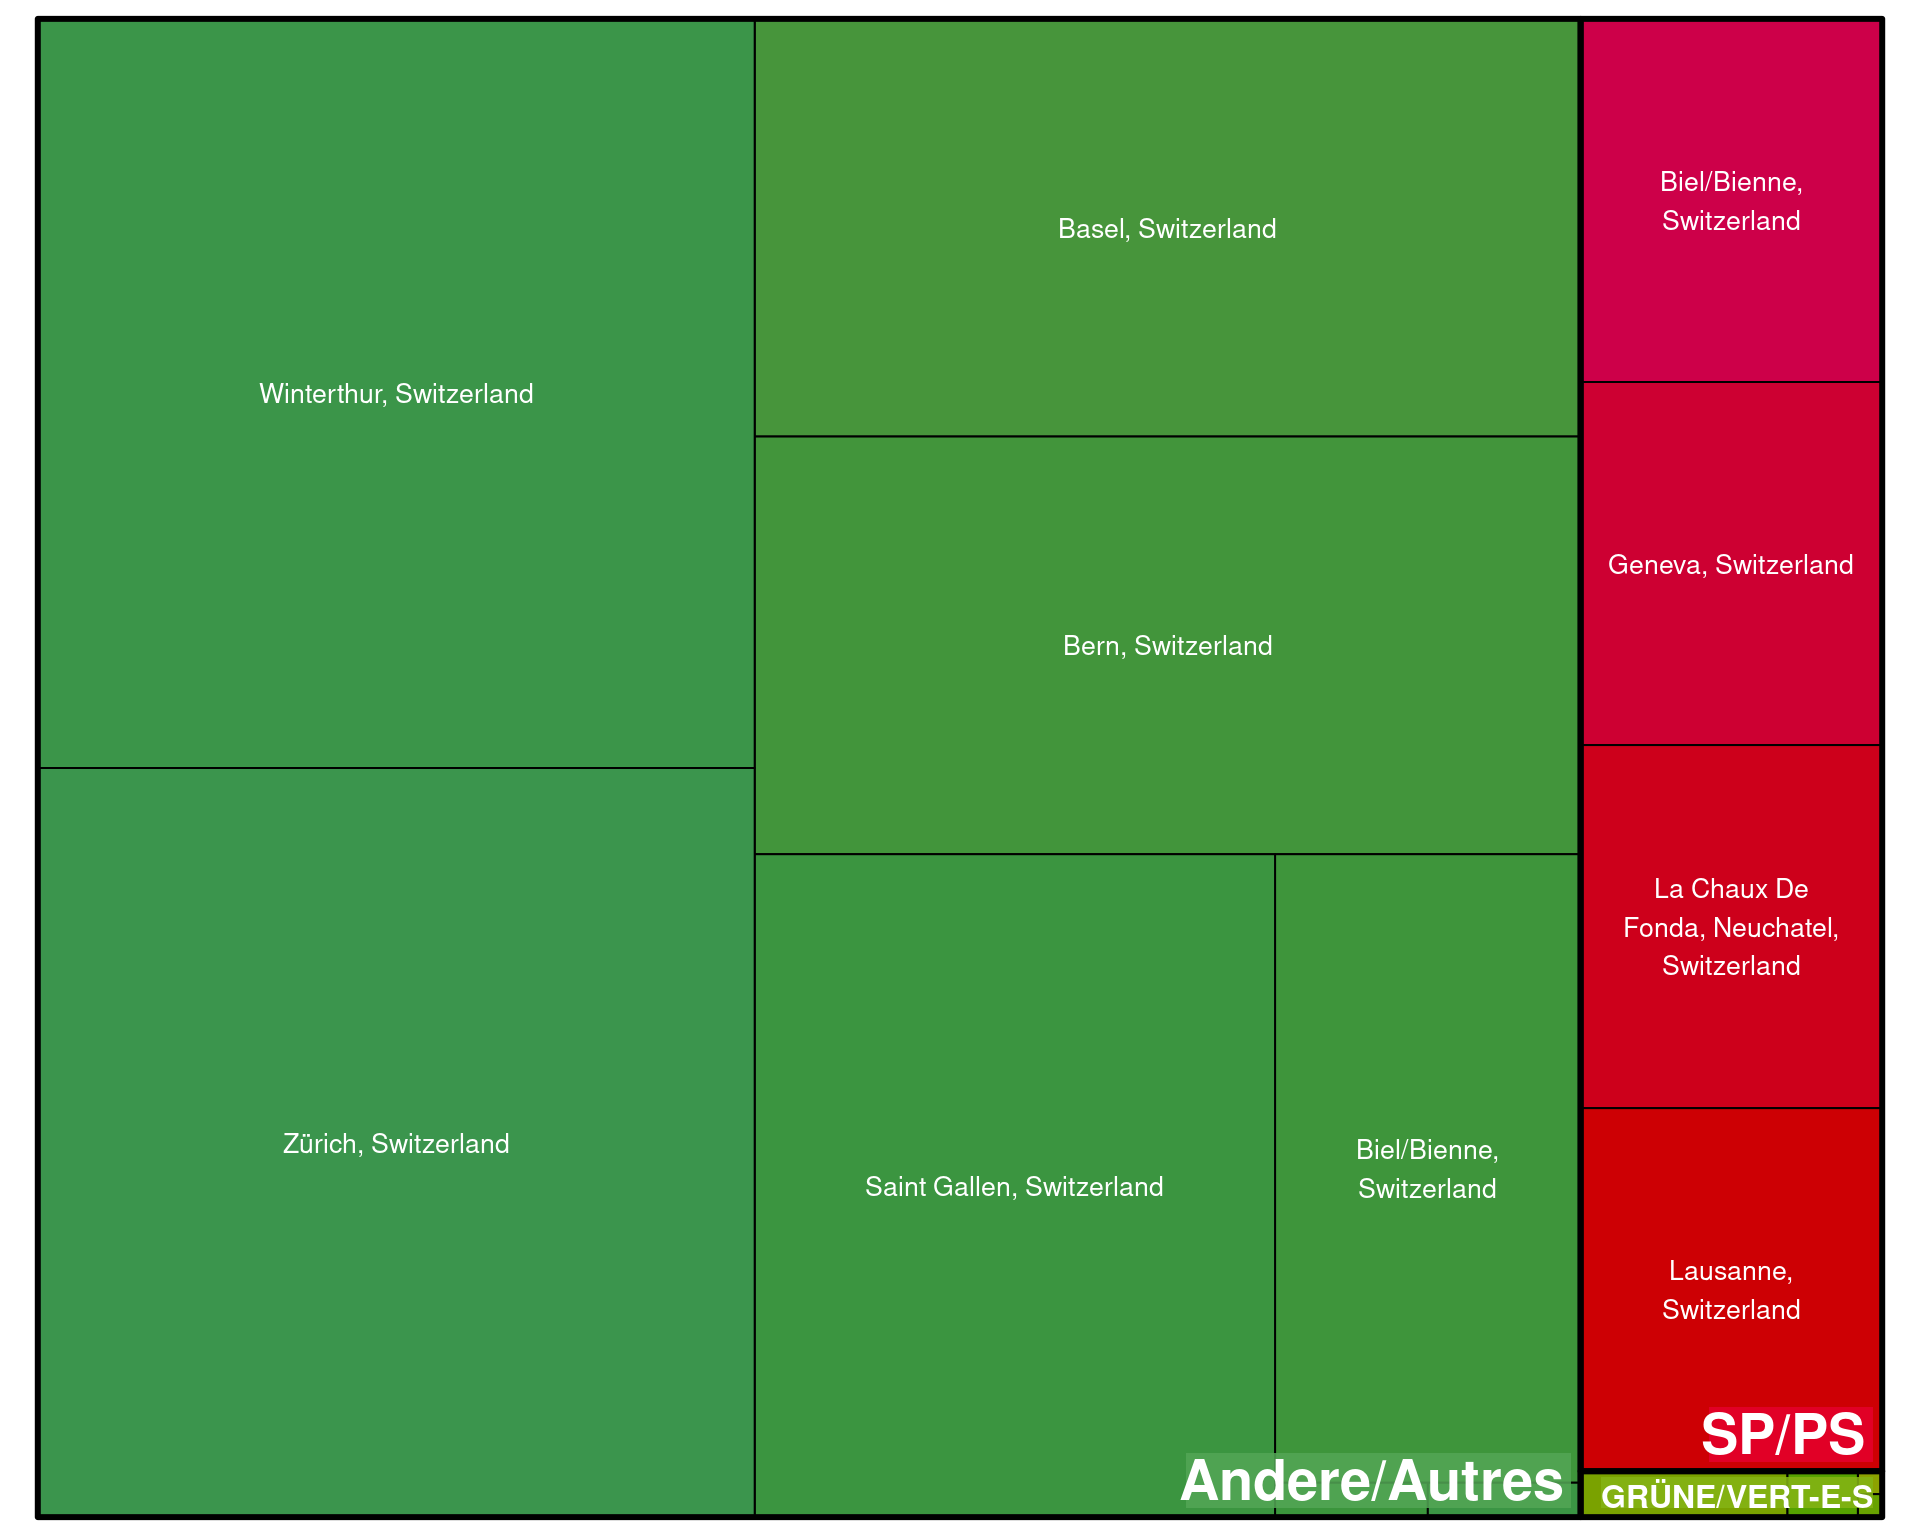 Winterthur, Switzerland
Zürich, Switzerland
Basel, Switzerland
Bern, Switzerland
Saint Gallen, Switzerland
Biel/Bienne,
Switzerland
Andere/Autres
Biel/Bienne,
Switzerland
Geneva, Switzerland
La Chaux De
Fonda, Neuchatel,
Switzerland
Lausanne,
Switzerland
SP/PS
GRÜNE/VERT-E-S